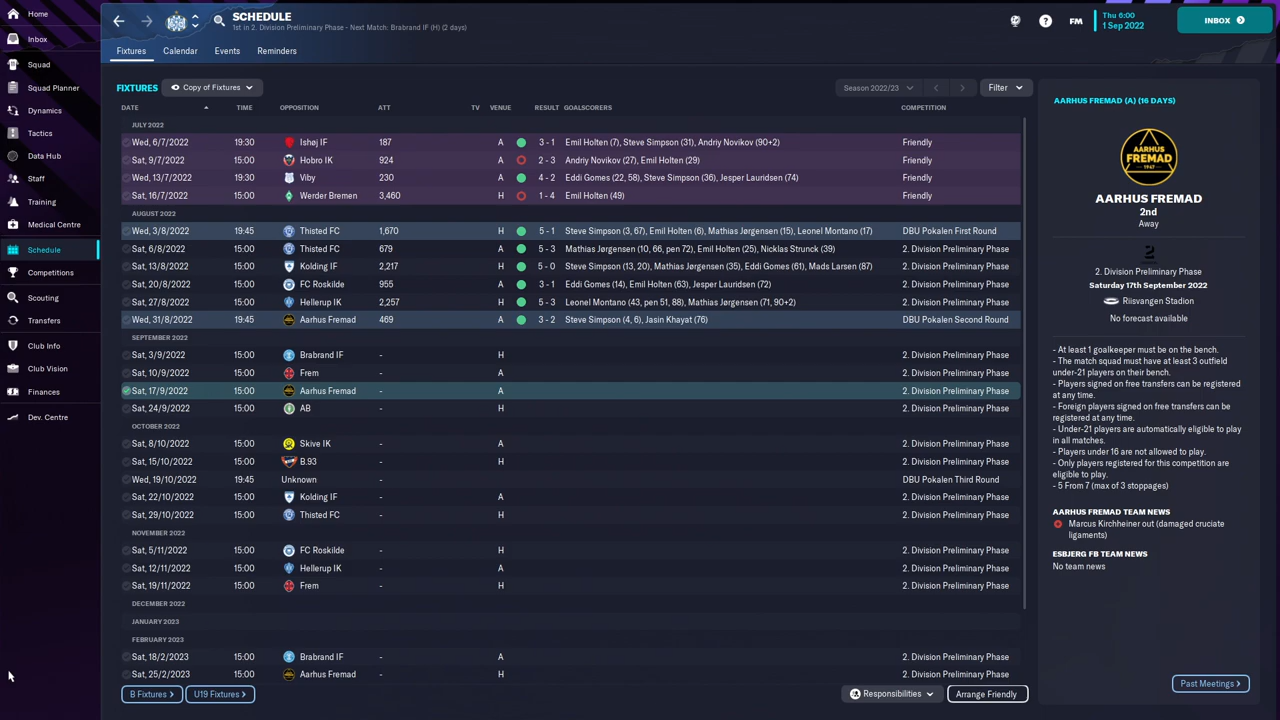 Home
Inbox
Squad
Squad Planner
Dynamics
Tactics
Data Hub
Staff
Training
Medical Centre
Schedule
Competitions
Scouting
Transfers
Club Info
Club Vision
Finances
Dev. Centre
SCHEDULE
1st in 2. Division Preliminary Phase - Next Match: Brabrand IF (H) (2 days)
FM
Thu 6:00
1 Sep 2022
INBOX
Fixtures Calendar Events Reminders
FIXTURES Copy of Fixtures Season 2022/23 Filter
DATE TIME OPPOSITION ATT TV VENUE RESULT GOALSCORERS COMPETITION
JULY 2022
Wed, 6/7/2022 19:30 Ishøj IF 187 A 3 - 1 Emil Holten (7), Steve Simpson (31), Andriy Novikov (90+2) Friendly
Sat, 9/7/2022 15:00 Hobro IK 924 A 2 - 3 Andriy Novikov (27), Emil Holten (29) Friendly
Wed, 13/7/2022 19:30 Viby 230 A 4 - 2 Eddi Gomes (22, 58), Steve Simpson (36), Jesper Lauridsen (74) Friendly
Sat, 16/7/2022 15:00 Werder Bremen 3,460 H 1 - 4 Emil Holten (49) Friendly
AUGUST 2022
Wed, 3/8/2022 19:45 Thisted FC 1,670 H 5 - 1 Steve Simpson (3, 67), Emil Holten (6), Mathias Jørgensen (15), Leonel Montano (17) DBU Pokalen First Round
Sat, 6/8/2022 15:00 Thisted FC 679 A 5 - 3 Mathias Jørgensen (10, 66, pen 72), Emil Holten (25), Nicklas Strunck (39) 2. Division Preliminary Phase
Sat, 13/8/2022 15:00 Kolding IF 2,217 H 5 - 0 Steve Simpson (13, 20), Mathias Jørgensen (35), Eddi Gomes (61), Mads Larsen (87) 2. Division Preliminary Phase
Sat, 20/8/2022 15:00 FC Roskilde 955 A 3 - 1 Eddi Gomes (14), Emil Holten (63), Jesper Lauridsen (72) 2. Division Preliminary Phase
Sat, 27/8/2022 15:00 Hellerup IK 2,257 H 5 - 3 Leonel Montano (43, pen 51, 88), Mathias Jørgensen (71, 90+2) 2. Division Preliminary Phase
Wed, 31/8/2022 19:45 Aarhus Fremad 469 A 3 - 2 Steve Simpson (4, 6), Jasin Khayat (76) DBU Pokalen Second Round
SEPTEMBER 2022
Sat, 3/9/2022 15:00 Brabrand IF - H 2. Division Preliminary Phase
Sat, 10/9/2022 15:00 Frem - A 2. Division Preliminary Phase
Sat, 17/9/2022 15:00 Aarhus Fremad - A 2. Division Preliminary Phase
Sat, 24/9/2022 15:00 AB - H 2. Division Preliminary Phase
OCTOBER 2022
Sat, 8/10/2022 15:00 Skive IK - A 2. Division Preliminary Phase
Sat, 15/10/2022 15:00 B.93 - H 2. Division Preliminary Phase
Wed, 19/10/2022 19:45 Unknown - DBU Pokalen Third Round
Sat, 22/10/2022 15:00 Kolding IF - A 2. Division Preliminary Phase
Sat, 29/10/2022 15:00 Thisted FC - H 2. Division Preliminary Phase
NOVEMBER 2022
Sat, 5/11/2022 15:00 FC Roskilde - H 2. Division Preliminary Phase
Sat, 12/11/2022 15:00 Hellerup IK - A 2. Division Preliminary Phase
Sat, 19/11/2022 15:00 Frem - H 2. Division Preliminary Phase
DECEMBER 2022
JANUARY 2023
FEBRUARY 2023
Sat, 18/2/2023 15:00 Brabrand IF - A 2. Division Preliminary Phase
Sat, 25/2/2023 15:00 Aarhus Fremad - H 2. Division Preliminary Phase
B Fixtures > U19 Fixtures > Responsibilities Arrange Friendly
AARHUS FREMAD (A) (16 DAYS)
AARHUS
FREMAD
1947
AARHUS FREMAD
2nd
Away
2
2. Division Preliminary Phase
Saturday 17th September 2022
Riisvangen Stadion
No forecast available
- At least 1 goalkeeper must be on the bench.
- The match squad must have at least 3 outfield
under-21 players on their bench.
- Players signed on free transfers can be registered
at any time.
- Foreign players signed on free transfers can be
registered at any time.
- Under-21 players are automatically eligible to play
in all matches.
- Players under 16 are not allowed to play.
- Only players registered for this competition are
eligible to play.
- 5 From 7 (max of 3 stoppages)
AARHUS FREMAD TEAM NEWS
Marcus Kirchheiner out (damaged cruciate
ligaments)
ESBJERG FB TEAM NEWS
No team news
Past Meetings >